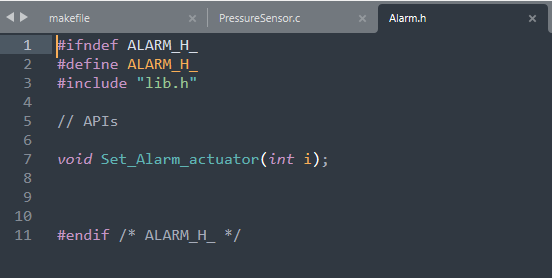 makefile × PressureSensor.c × Alarm.h ×
1 #ifndef ALARM_H_
2 #define ALARM_H_
3 #include "lib.h"
4
5 // APIs
6
7 void Set_Alarm_actuator(int i);
8
9
10
11 #endif /* ALARM_H_ */